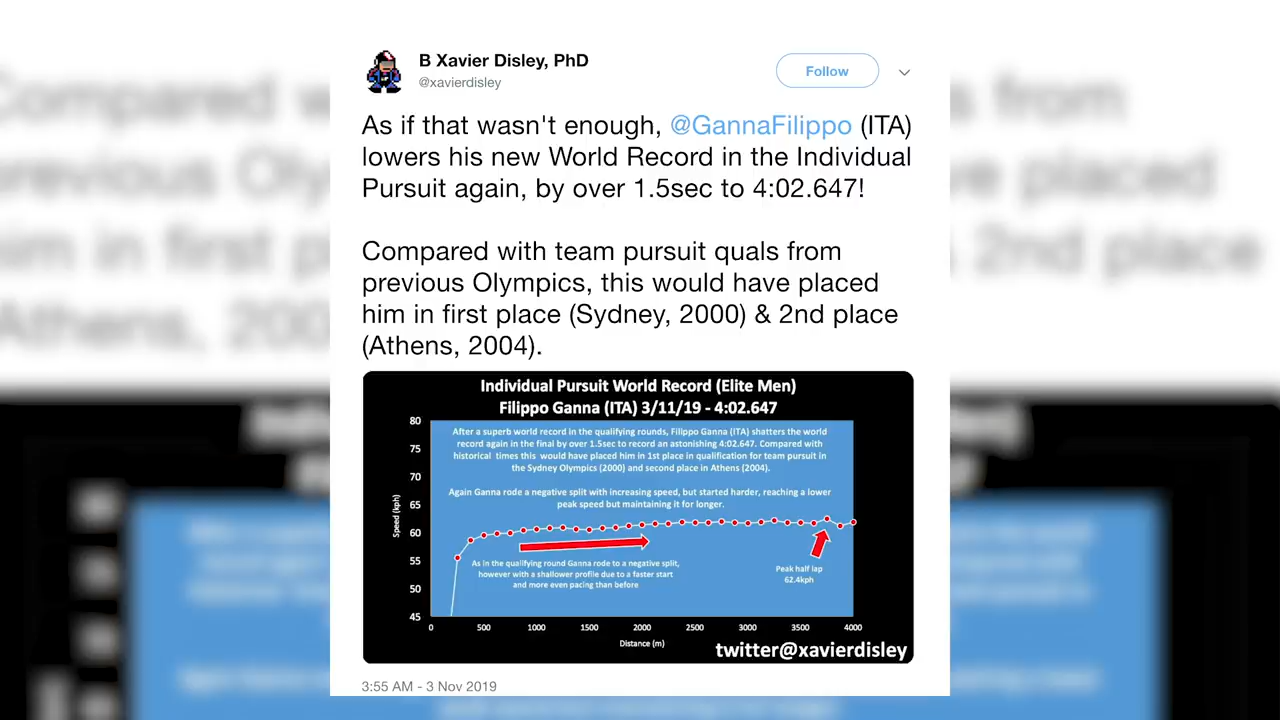 B Xavier Disley, PhD
@xavierdisley
Follow
As if that wasn't enough, @GannaFilippo (ITA)
lowers his new World Record in the Individual
Pursuit again, by over 1.5sec to 4:02.647!
Compared with team pursuit quals from
previous Olympics, this would have placed
him in first place (Sydney, 2000) & 2nd place
(Athens, 2004).
Individual Pursuit World Record (Elite Men)
Filippo Ganna (ITA) 3/11/19 - 4:02.647
After a superb world record in the qualifying rounds, Filippo Ganna (ITA) shatters the world
record again in the final by over 1.5sec to record an astonishing 4:02.647. Compared with
historical times this would have placed him in 1st place in qualification for team pursuit in
the Sydney Olympics (2000) and second place in Athens (2004).
Again Ganna rode a negative split with increasing speed, but started harder, reaching a lower
peak speed but maintaining it for longer.
As in the qualifying round Ganna rode to a negative split,
however with a shallower profile due to a faster start
and more even pacing than before
Peak half lap
62.4kph
Speed (kph)
80
75
70
65
60
55
50
45
0 500 1000 1500 2000 2500 3000 3500 4000
Distance (m)
twitter@xavierdisley
3:55 AM - 3 Nov 2019